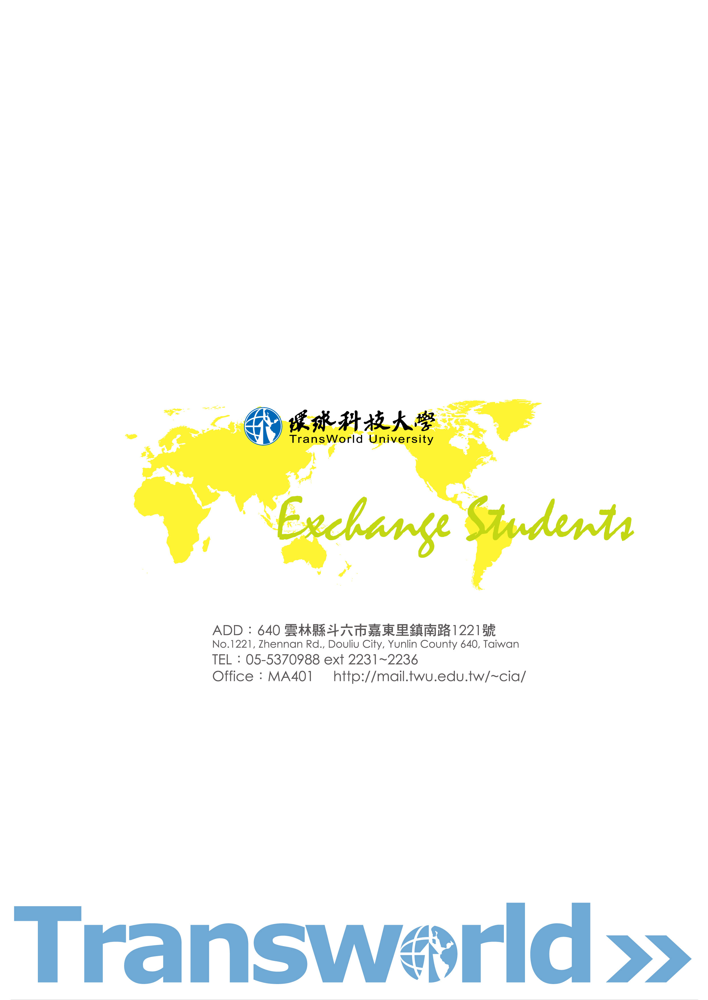 環球科技大學
TransWorld University
Exchange Students
ADD：640 雲林縣斗六市嘉東里鎮南路1221號
No.1221, Zhennan Rd., Douliu City, Yunlin County 640, Taiwan
TEL：05-5370988 ext 2231~2236
Office：MA401 http://mail.twu.edu.tw/~cia/
Transworld »